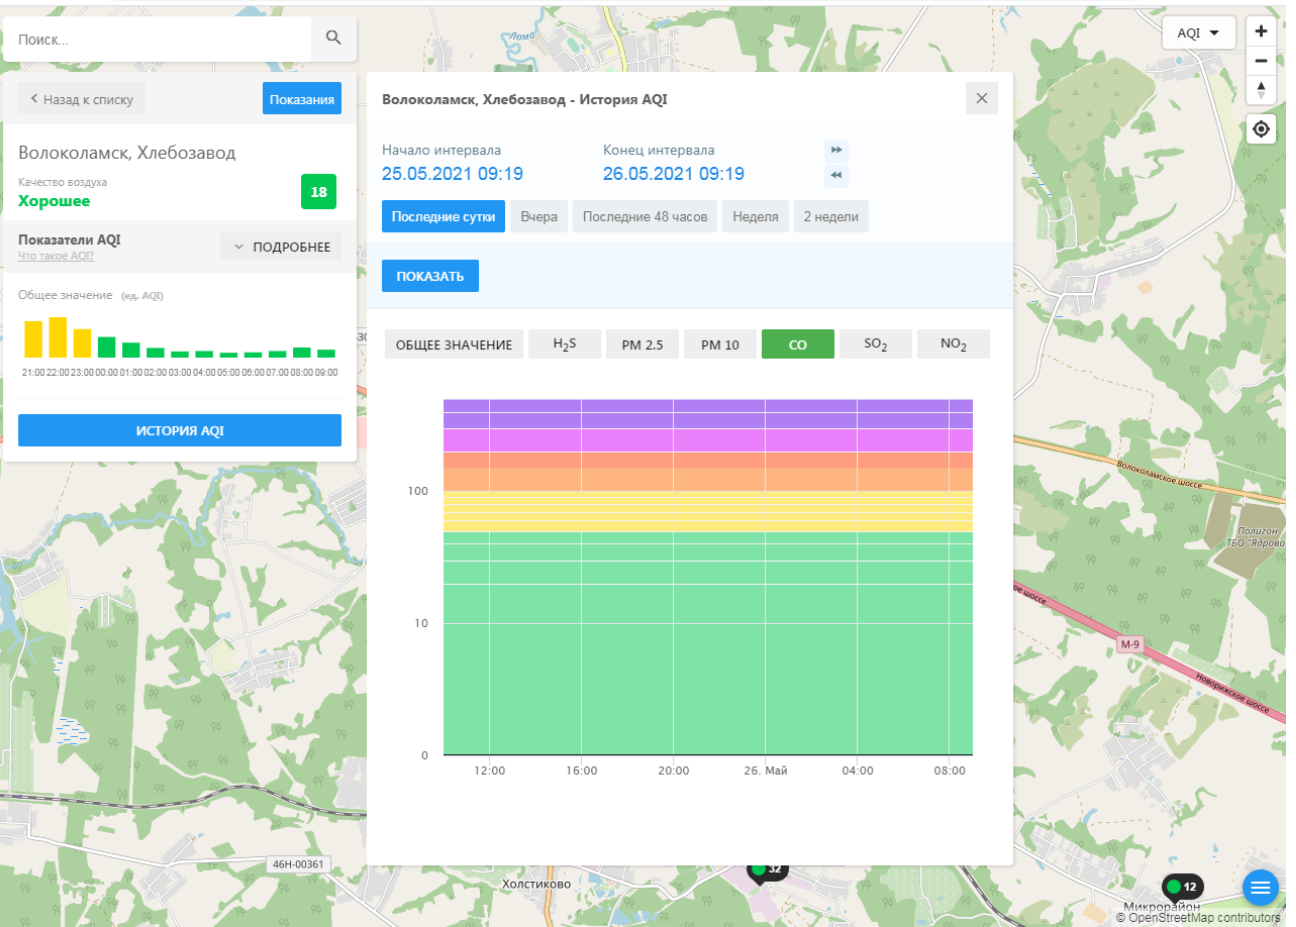 Поиск...
AQI
Лама
Назад к списку
Показания
Волоколамск, Хлебозавод
Качество воздуха
Хорошее
18
Показатели AQI
Что такое AQI?
ПОДРОБНЕЕ
Общее значение (ед. AQI)
21:00 22:00 23:00 00:00 01:00 02:00 03:00 04:00 05:00 06:00 07:00 08:00 09:00
ИСТОРИЯ AQI
Волоколамск, Хлебозавод - История AQI
Начало интервала
25.05.2021 09:19
Конец интервала
26.05.2021 09:19
Последние сутки
Вчера
Последние 48 часов
Неделя
2 недели
ПОКАЗАТЬ
ОБЩЕЕ ЗНАЧЕНИЕ
H2S
PM 2.5
PM 10
CO
SO2
NO2
100
10
0
12:00
16:00
20:00
26. Май
04:00
08:00
Волоколамское шоссе
Полигон
ТБО "Ядрово
М-9
Новорижское шоссе
46Н-00361
Холстиково
32
12
Микрорайон
© OpenStreetMap contributors